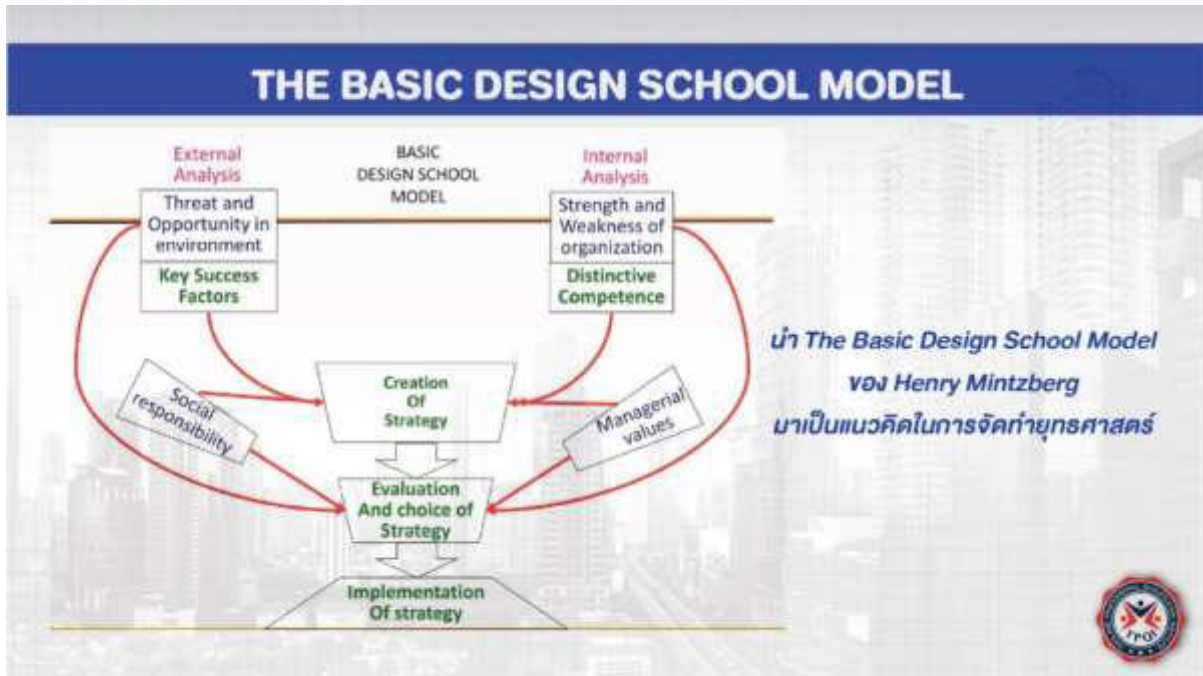 THE BASIC DESIGN SCHOOL MODEL
External
Analysis
BASIC
DESIGN SCHOOL
MODEL
Internal
Analysis
Threat and
Opportunity in
environment
Key Success
Factors
Strength and
Weakness of
organization
Distinctive
Competence
นำ The Basic Design School Model
ของ Henry Mintzberg
มาเป็นแนวคิดในการจัดทำยุทธศาสตร์
Social
responsibility
Creation
Of
Strategy
Managerial
values
Evaluation
And choice of
Strategy
Implementation
Of strategy
TPQI